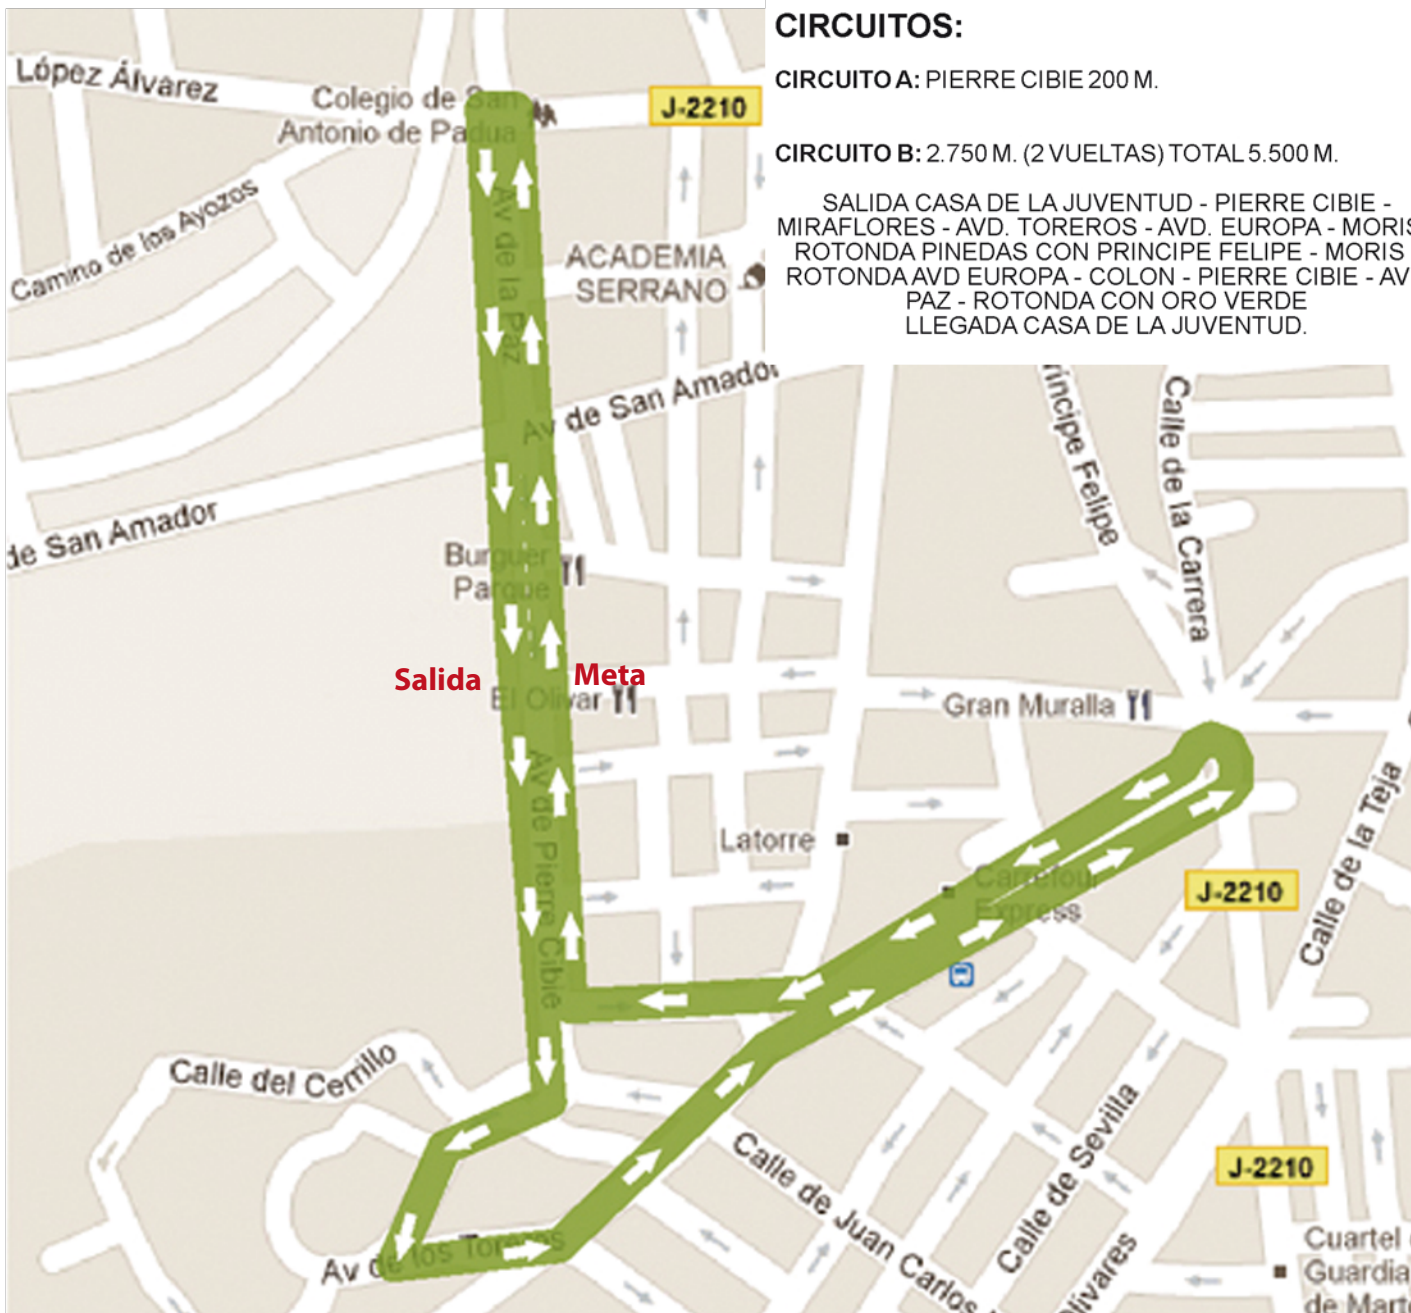 CIRCUITOS:
CIRCUITO A: PIERRE CIBIE 200 M.
CIRCUITO B: 2.750 M. (2 VUELTAS) TOTAL 5.500 M.
SALIDA CASA DE LA JUVENTUD - PIERRE CIBIE -
MIRAFLORES - AVD. TOREROS - AVD. EUROPA - MORIS
ROTONDA PINEDAS CON PRINCIPE FELIPE - MORIS
ROTONDA AVD EUROPA - COLON - PIERRE CIBIE - AV
PAZ - ROTONDA CON ORO VERDE
LLEGADA CASA DE LA JUVENTUD.
López Álvarez
Colegio de San
Antonio de Padua
J-2210
Camino de los Ayozos
Av de la Paz
ACADEMIA
SERRANO
Av de San Amador
de San Amador
ríncipe Felipe
Calle de la Carrera
Burguer
Parque
Salida
Meta
El Olivar
Gran Muralla
Av de Pierre Cibie
Latorre
Carrefour
Express
J-2210
Calle de la Teja
Calle del Cerrillo
Calle de Juan Carlos
Calle de Sevilla
J-2210
Av de los Toreros
Olivares
Cuartel
Guardia
de Mart